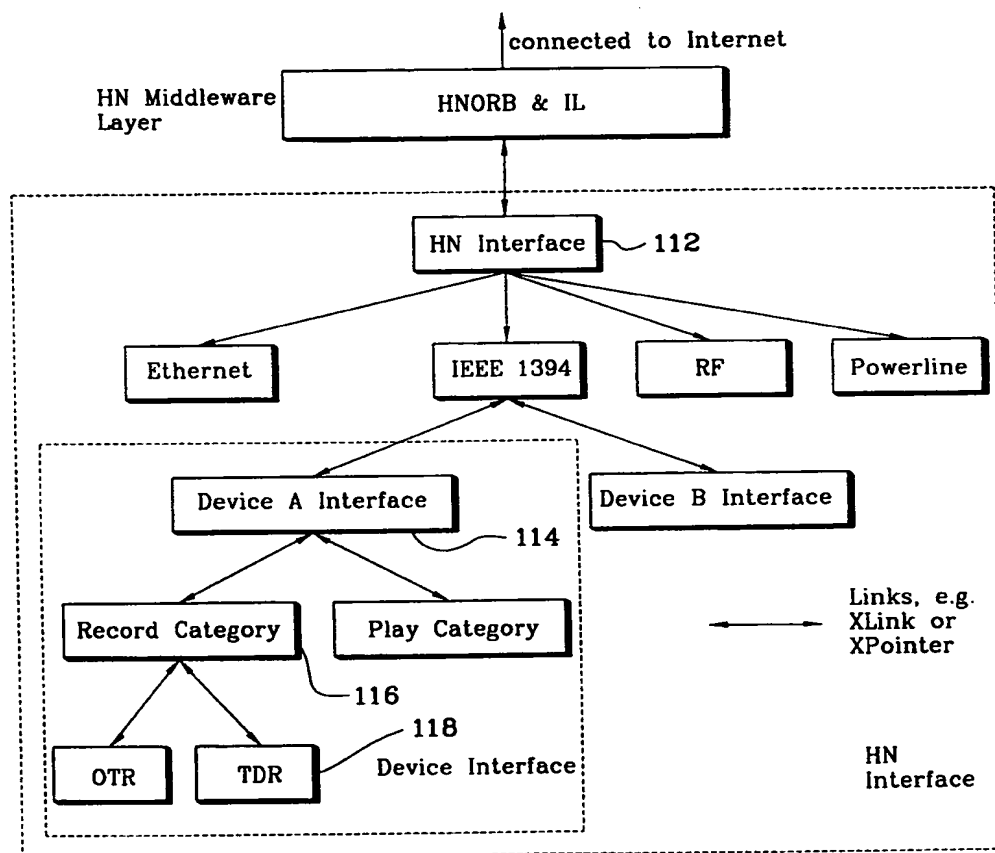 connected to Internet
HN Middleware
Layer
HNORB & IL
HN Interface
112
Ethernet
IEEE 1394
RF
Powerline
Device A Interface
Device B Interface
114
Record Category
Play Category
Links, e.g.
XLink or
XPointer
116
118
OTR
TDR
Device Interface
HN
Interface